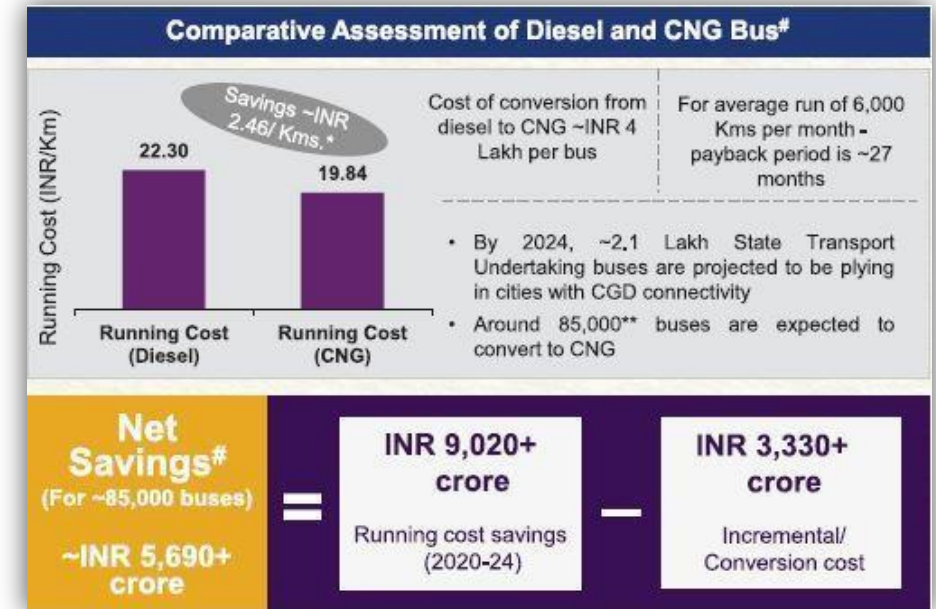 Comparative Assessment of Diesel and CNG Bus#
Running Cost (INR/Km)
Savings ~INR
2.46/ Kms.*
22.30
19.84
Running Cost
(Diesel)
Running Cost
(CNG)
Cost of conversion from
diesel to CNG ~INR 4
Lakh per bus
For average run of 6,000
Kms per month -
payback period is ~27
months
• By 2024, ~2.1 Lakh State Transport
Undertaking buses are projected to be plying
in cities with CGD connectivity
• Around 85,000** buses are expected to
convert to CNG
Net
Savings#
(For ~85,000 buses)
~INR 5,690+
crore
=
INR 9,020+
crore
Running cost savings
(2020-24)
–
INR 3,330+
crore
Incremental/
Conversion cost